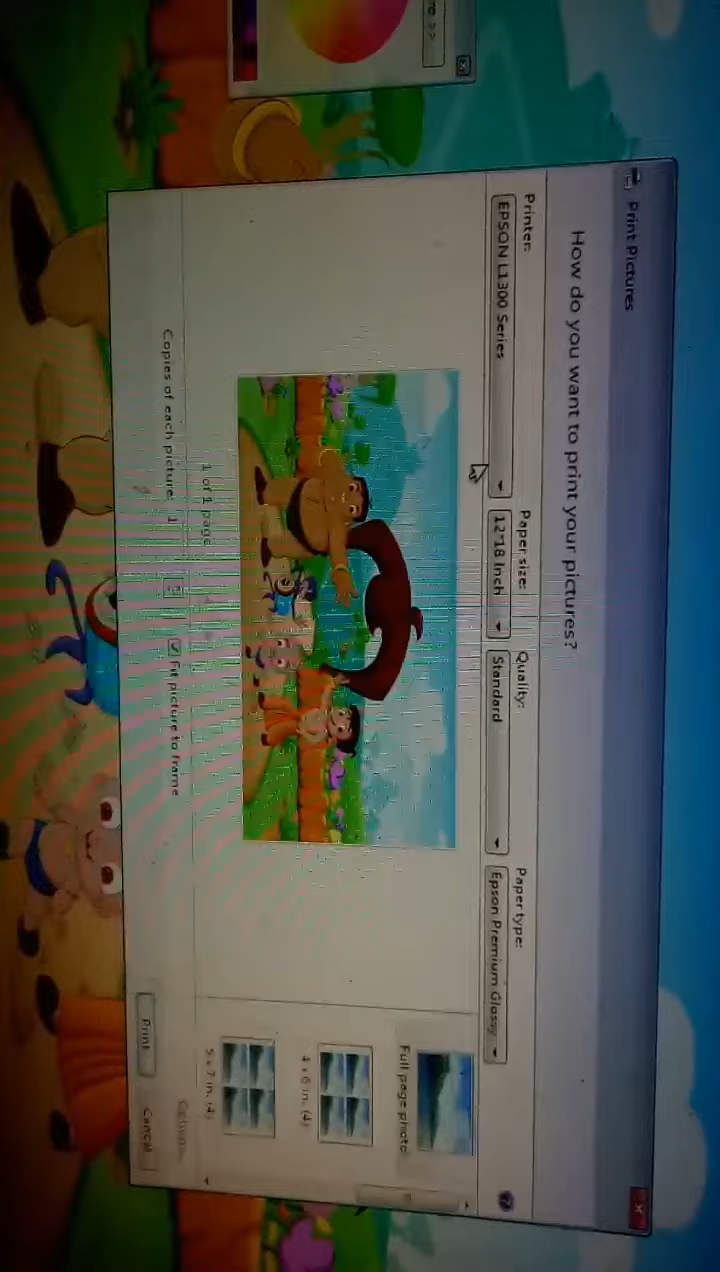 re >>
Print Pictures
How do you want to print your pictures?
Printer:
Paper size:
Quality:
Paper type:
EPSON L1300 Series
12*18 Inch
Standard
Epson Premium Glossy
Full page photo
4 x 6 in. (4)
5 x 7 in. (4)
1 of 1 page
Copies of each picture: 1
Fit picture to frame
Options...
Print
Cancel